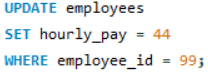 UPDATE employees
SET hourly_pay = 44
WHERE employee_id = 99;